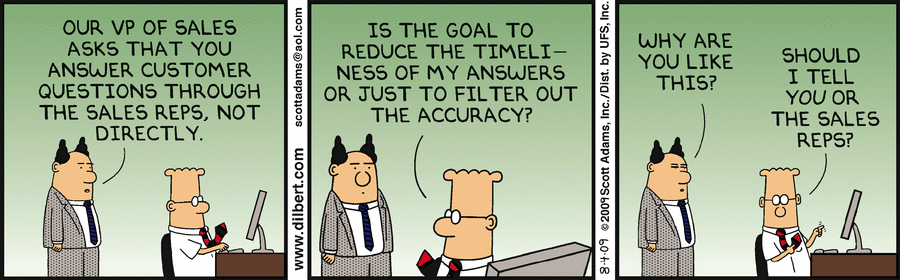 OUR VP OF SALES
ASKS THAT YOU
ANSWER CUSTOMER
QUESTIONS THROUGH
THE SALES REPS, NOT
DIRECTLY.
www.dilbert.com
scottadams@aol.com
IS THE GOAL TO
REDUCE THE TIMELI-
NESS OF MY ANSWERS
OR JUST TO FILTER OUT
THE ACCURACY?
8-4-09 ©2009 Scott Adams, Inc./Dist. by UFS, Inc.
WHY ARE
YOU LIKE
THIS?
SHOULD
I TELL
YOU OR
THE SALES
REPS?